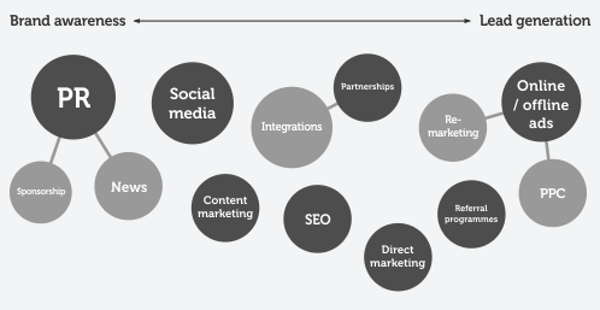 Brand awareness
Lead generation
PR
Social
media
Integrations
Partnerships
Re-
marketing
Online
/ offline
ads
Sponsorship
News
Content
marketing
SEO
Direct
marketing
Referral
programmes
PPC